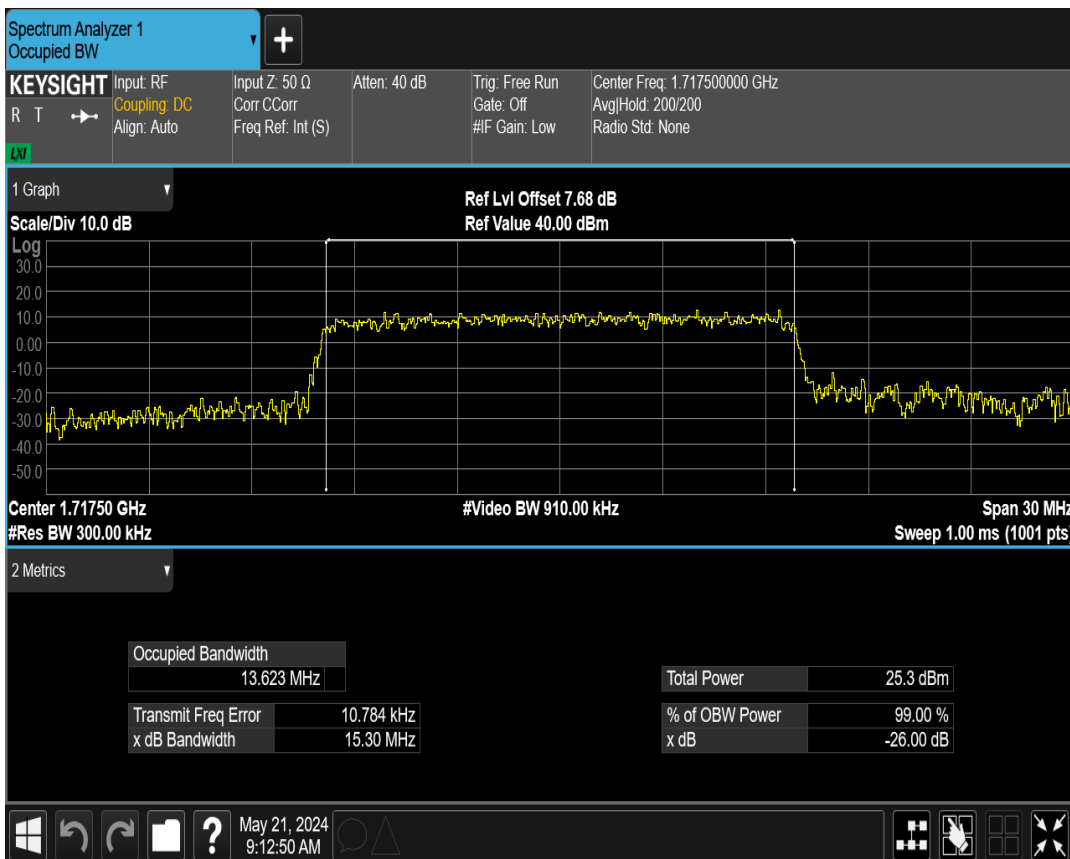 Spectrum Analyzer 1
Occupied BW
+
KEYSIGHT
R T
LXI
Input: RF
Coupling: DC
Align: Auto
Input Z: 50 Ω
Corr CCorr
Freq Ref: Int (S)
Atten: 40 dB
Trig: Free Run
Gate: Off
#IF Gain: Low
Center Freq: 1.717500000 GHz
Avg|Hold: 200/200
Radio Std: None
1 Graph
Scale/Div 10.0 dB
Ref Lvl Offset 7.68 dB
Ref Value 40.00 dBm
Log
30.0
20.0
10.0
0.00
-10.0
-20.0
-30.0
-40.0
-50.0
Center 1.71750 GHz
#Res BW 300.00 kHz
#Video BW 910.00 kHz
Span 30 MHz
Sweep 1.00 ms (1001 pts)
2 Metrics
Occupied Bandwidth
13.623 MHz
Transmit Freq Error 10.784 kHz
x dB Bandwidth 15.30 MHz
Total Power 25.3 dBm
% of OBW Power 99.00 %
x dB -26.00 dB
?
May 21, 2024
9:12:50 AM